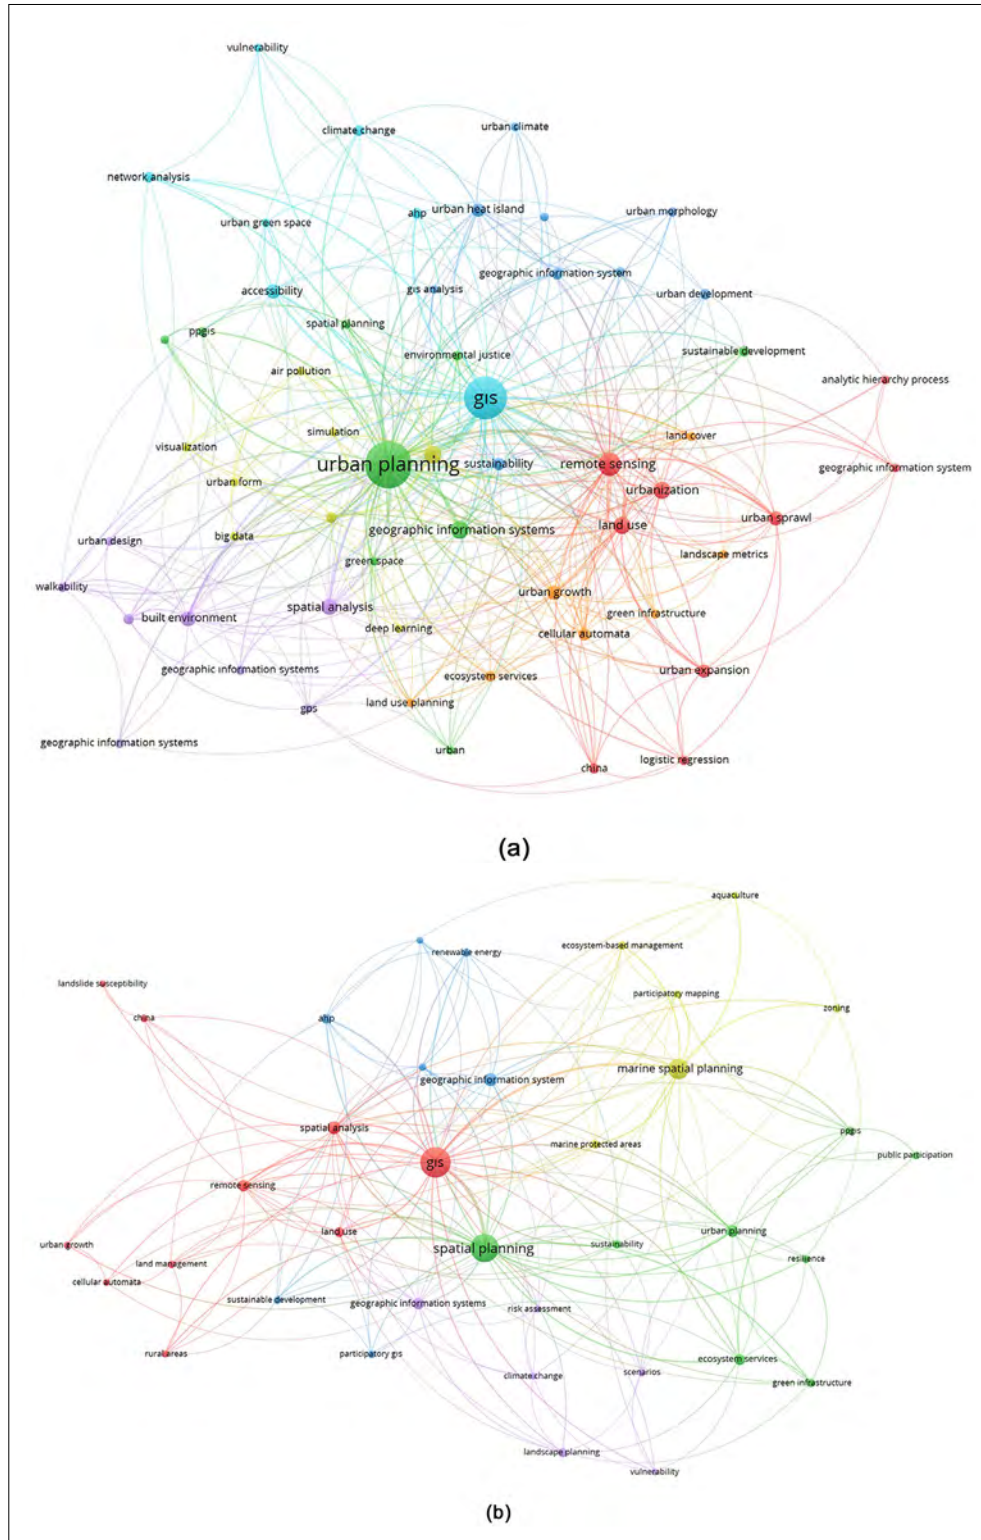 vulnerability
climate change
urban climate
network analysis
urban green space
ahp
urban heat island
urban morphology
geographic information system
accessibility
gis analysis
urban development
ppgis
spatial planning
environmental justice
sustainable development
air pollution
analytic hierarchy process
gis
simulation
land cover
visualization
urban planning
sustainability
remote sensing
geographic information system
urban form
urbanization
urban design
big data
geographic information systems
land use
urban sprawl
green space
landscape metrics
walkability
built environment
spatial analysis
urban growth
green infrastructure
deep learning
cellular automata
geographic information systems
ecosystem services
urban expansion
gps
land use planning
geographic information systems
urban
china
logistic regression
(a)
aquaculture
renewable energy
ecosystem-based management
landslide susceptibility
participatory mapping
china
ahp
zoning
geographic information system
marine spatial planning
spatial analysis
marine protected areas
ppgis
public participation
gis
remote sensing
land use
urban planning
urban growth
spatial planning
sustainability
resilience
land management
cellular automata
sustainable development
geographic information systems
risk assessment
rural areas
participatory gis
climate change
scenarios
ecosystem services
green infrastructure
landscape planning
vulnerability
(b)